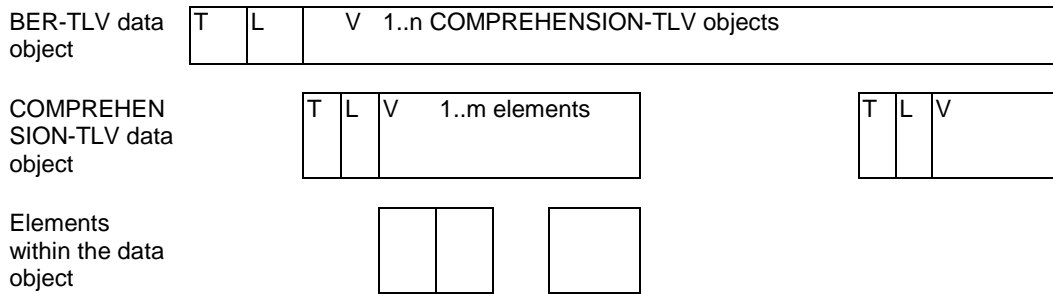 BER-TLV data object T L V 1..n COMPREHENSION-TLV objects
COMPREHEN
SION-TLV data
object
T L V 1..m elements T L V
Elements
within the data
object